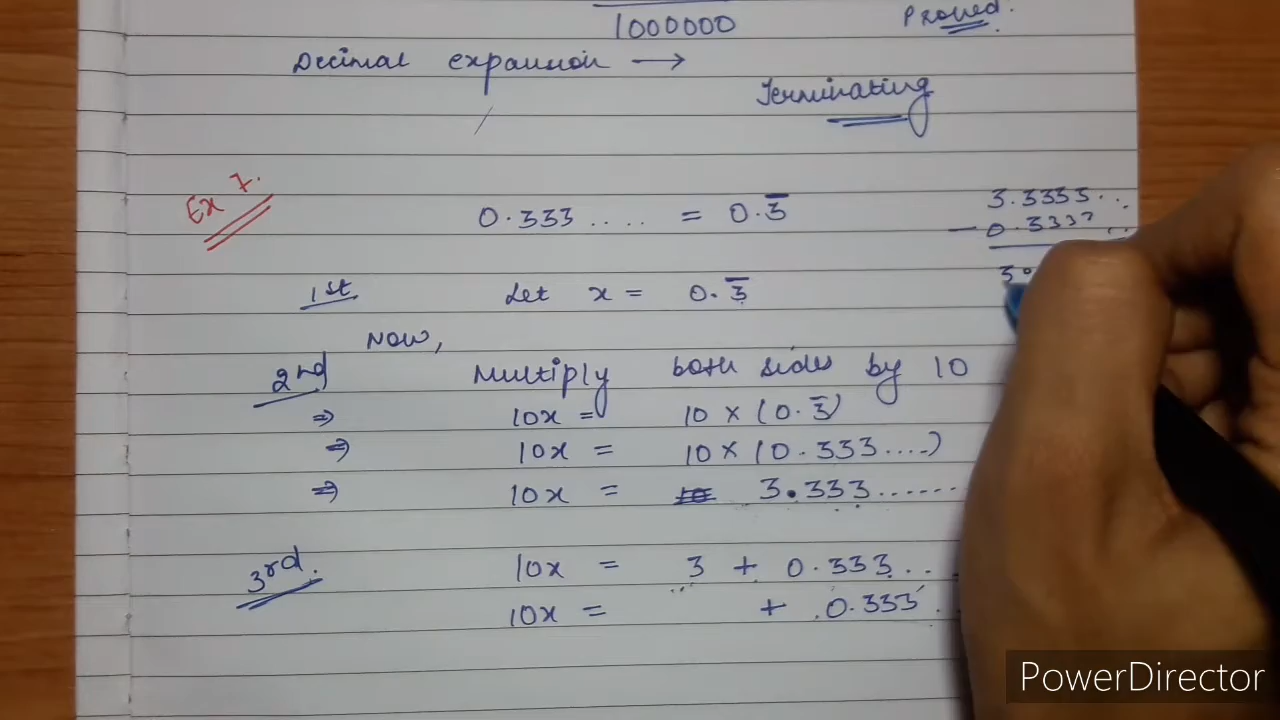 1000000
Proved.
Decimal expansion →
Terminating
Ex 7.
0.333.... = 0.3̅
3.3333...
- 0.333?..
3.
1st Let x = 0.3̅
Now,
2nd Multiply both sides by 10
⇒ 10x = 10 × (0.3̅)
⇒ 10x = 10 × (0.333....)
⇒ 10x = 3.333......
3rd. 10x = 3 + 0.333..
10x = + 0.333.
PowerDirector